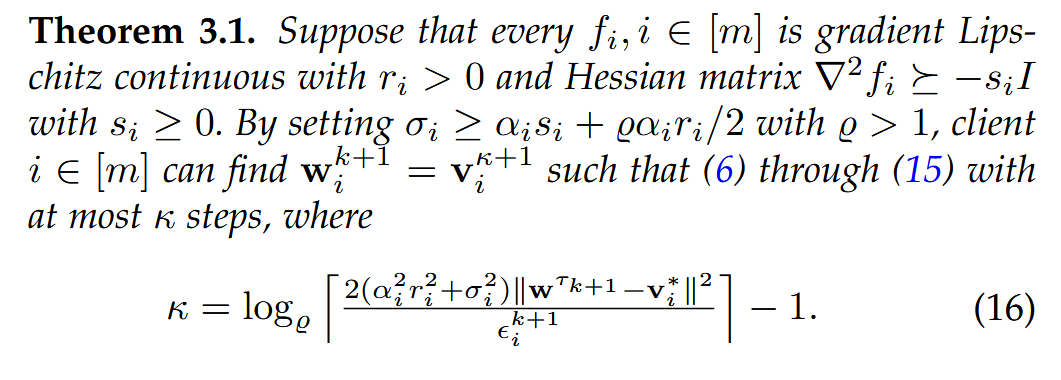 Theorem 3.1. Suppose that every f_i, i ∈ [m] is gradient Lips-
chitz continuous with r_i > 0 and Hessian matrix ∇²f_i ⪰ −s_iI
with s_i ≥ 0. By setting σ_i ≥ α_is_i + ϱα_ir_i/2 with ϱ > 1, client
i ∈ [m] can find w_i^{k+1} = v_i^{κ+1} such that (6) through (15) with
at most κ steps, where
κ = log_ϱ ⌈ 2(α_i²r_i²+σ_i²)‖w^{τ_{k+1}}−v_i^*‖² / ϵ_i^{k+1} ⌉ − 1. (16)